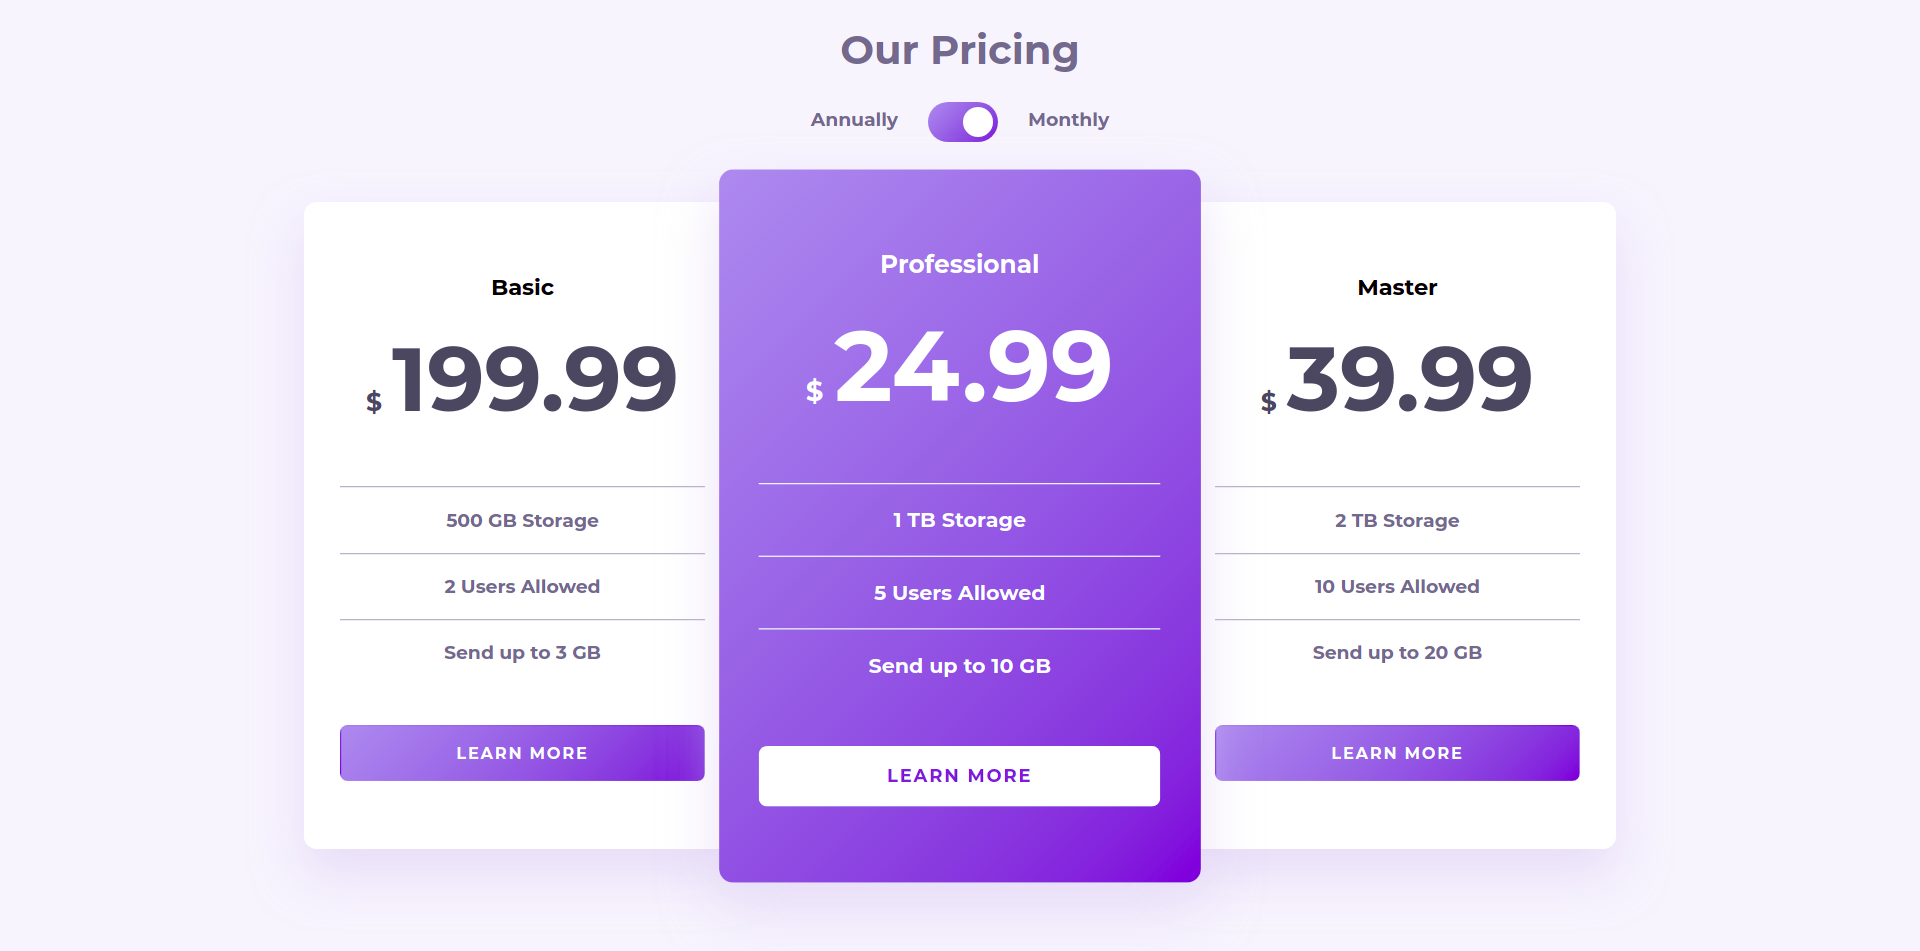 Our Pricing
Annually
Monthly
Basic
$ 199.99
500 GB Storage
2 Users Allowed
Send up to 3 GB
LEARN MORE
Professional
$ 24.99
1 TB Storage
5 Users Allowed
Send up to 10 GB
LEARN MORE
Master
$ 39.99
2 TB Storage
10 Users Allowed
Send up to 20 GB
LEARN MORE